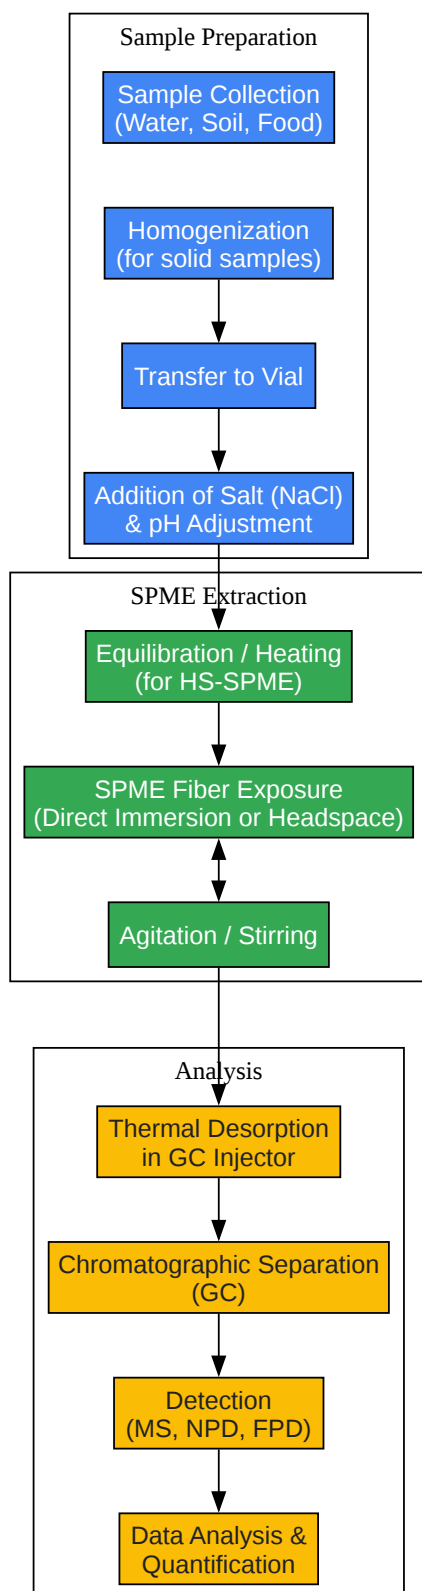 Sample Preparation
Sample Collection
(Water, Soil, Food)
Homogenization
(for solid samples)
Transfer to Vial
Addition of Salt (NaCl)
& pH Adjustment
SPME Extraction
Equilibration / Heating
(for HS-SPME)
SPME Fiber Exposure
(Direct Immersion or Headspace)
Agitation / Stirring
Analysis
Thermal Desorption
in GC Injector
Chromatographic Separation
(GC)
Detection
(MS, NPD, FPD)
Data Analysis &
Quantification